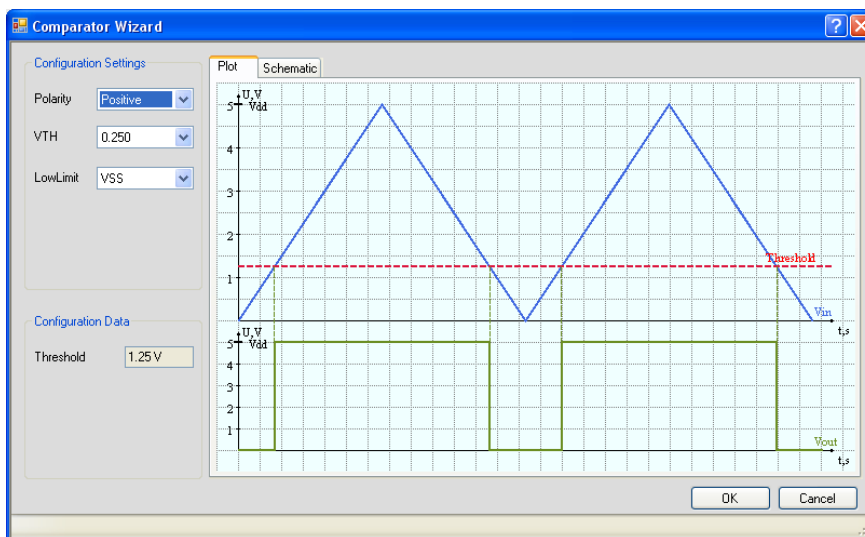 Comparator Wizard
Configuration Settings
Polarity Positive
VTH 0.250
LowLimit VSS
Configuration Data
Threshold 1.25 V
Plot Schematic
U,V
5 Vdd
4
3
2
Threshold
1
Vin
t,s
U,V
5 Vdd
4
3
2
1
Vout
t,s
OK Cancel